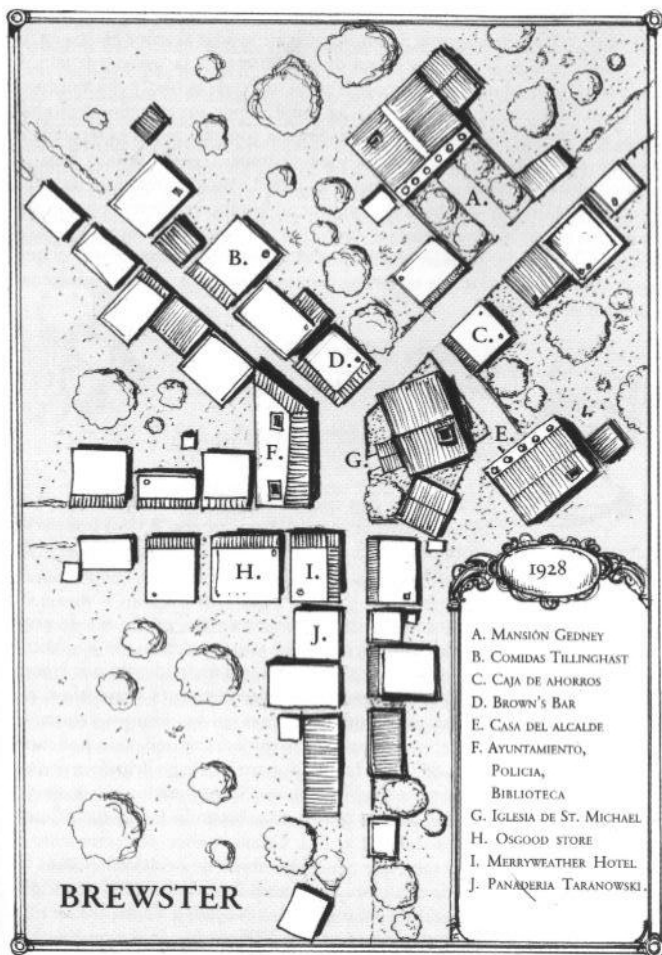 A.
B.
C.
D.
E.
F.
G.
H.
I.
J.
1928
A. Mansión Gedney
B. Comidas Tillinghast
C. Caja de ahorros
D. Brown's Bar
E. Casa del alcalde
F. Ayuntamiento,
Policia,
Biblioteca
G. Iglesia de St. Michael
H. Osgood store
I. Merryweather Hotel
J. Panaderia Taranowski.
BREWSTER